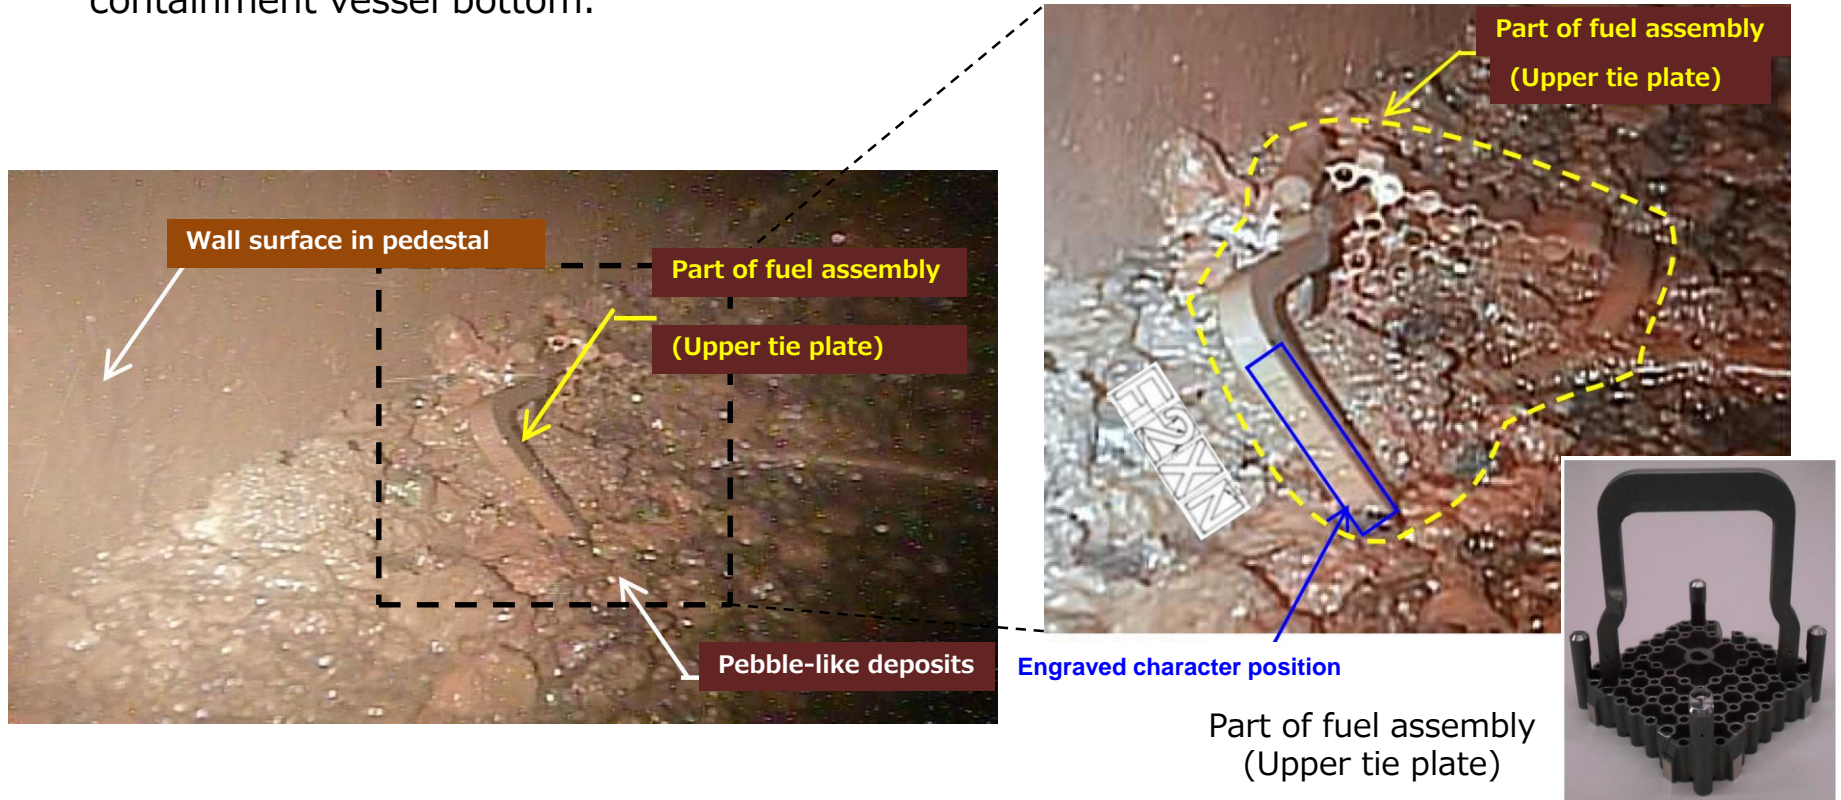 containment vessel bottom.
Part of fuel assembly
(Upper tie plate)
Wall surface in pedestal
Part of fuel assembly
(Upper tie plate)
F12XN
Pebble-like deposits
Engraved character position
Part of fuel assembly
(Upper tie plate)